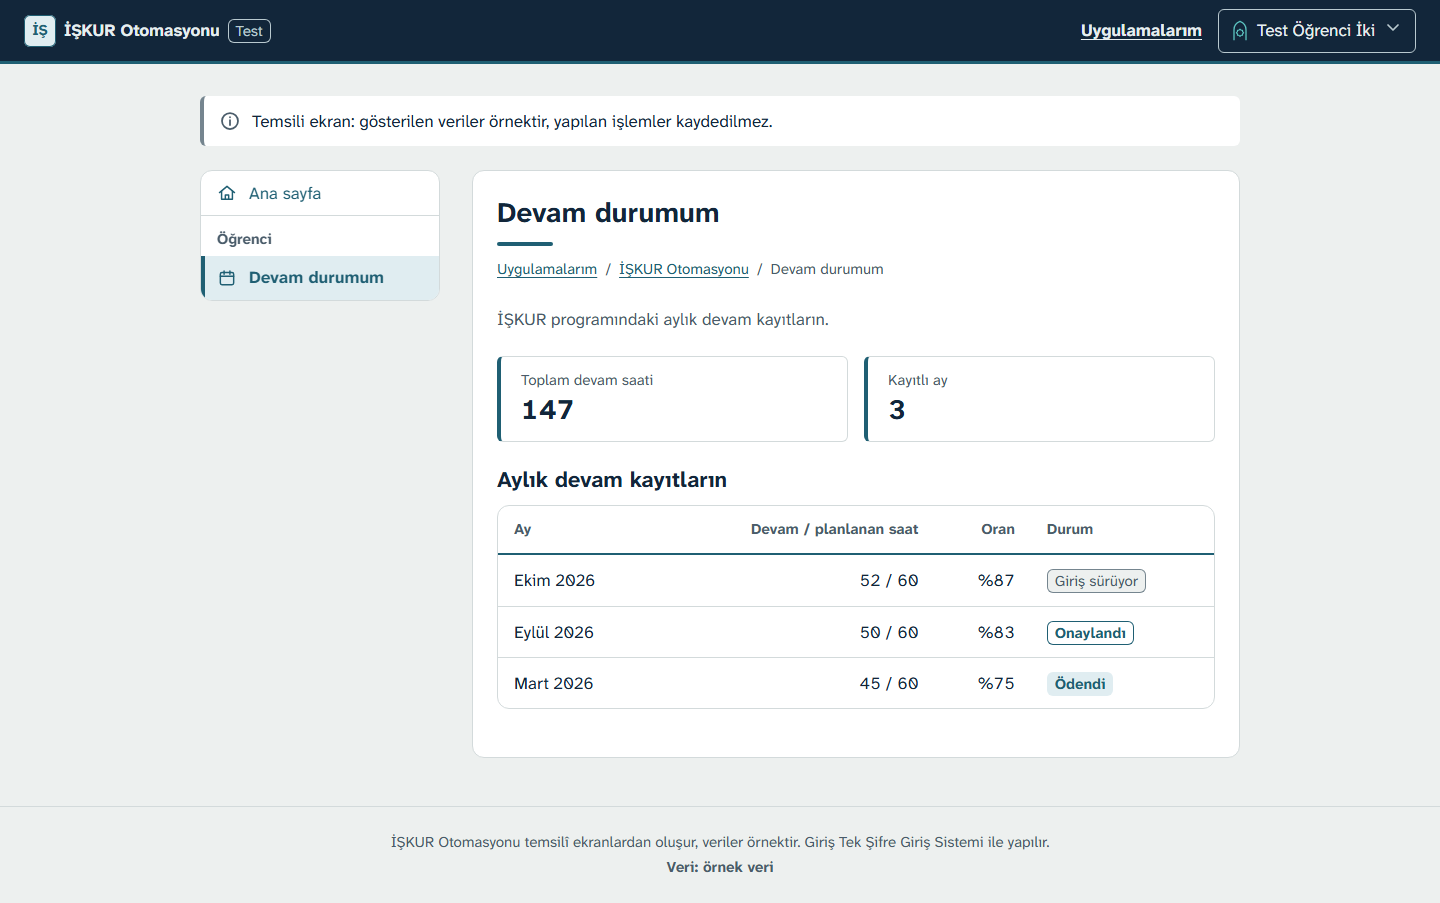 İŞ İŞKUR Otomasyonu Test
Uygulamalarım
Test Öğrenci İki
Temsili ekran: gösterilen veriler örnektir, yapılan işlemler kaydedilmez.
Ana sayfa
Öğrenci
Devam durumum
Devam durumum
Uygulamalarım / İŞKUR Otomasyonu / Devam durumum
İŞKUR programındaki aylık devam kayıtların.
Toplam devam saati
147
Kayıtlı ay
3
Aylık devam kayıtların
Ay Devam / planlanan saat Oran Durum
Ekim 2026 52 / 60 %87 Giriş sürüyor
Eylül 2026 50 / 60 %83 Onaylandı
Mart 2026 45 / 60 %75 Ödendi
İŞKUR Otomasyonu temsilî ekranlardan oluşur, veriler örnektir. Giriş Tek Şifre Giriş Sistemi ile yapılır.
Veri: örnek veri